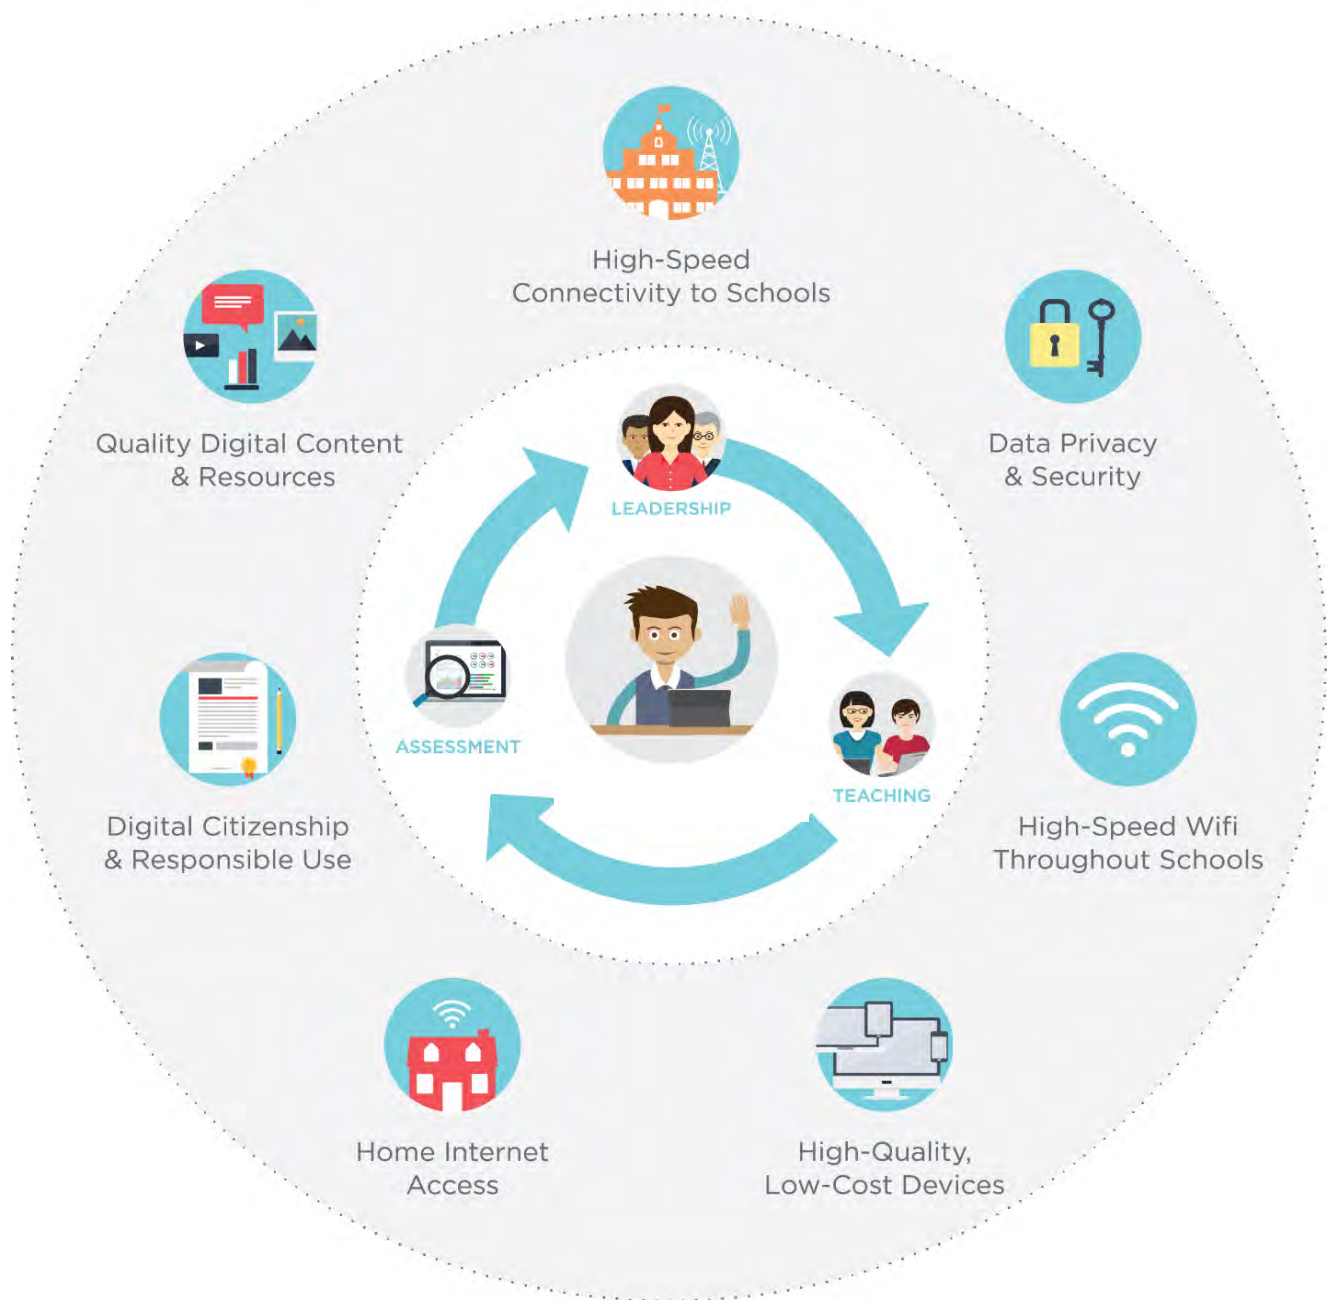 High-Speed
Connectivity to Schools
Quality Digital Content
& Resources
Data Privacy
& Security
LEADERSHIP
ASSESSMENT
TEACHING
Digital Citizenship
& Responsible Use
High-Speed Wifi
Throughout Schools
Home Internet
Access
High-Quality,
Low-Cost Devices